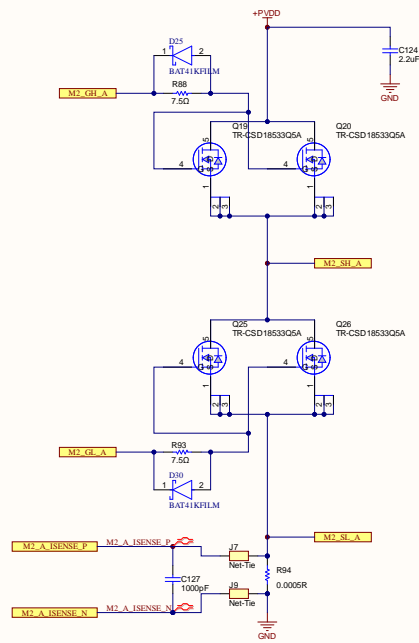 +PVDD
D25
1 2
BAT41KFILM
C124
2.2uF
GND
M2_GH_A
R88
7.5Ω
Q19
TR-CSD18533Q5A
Q20
TR-CSD18533Q5A
5
5
4
4
1
1
2 3
2 3
M2_SH_A
Q25
TR-CSD18533Q5A
Q26
TR-CSD18533Q5A
5
5
4
4
1
1
2 3
2 3
M2_GL_A
R93
7.5Ω
D30
1 2
BAT41KFILM
M2_SL_A
M2_A_ISENSE_P
M2_A_ISENSE_P
J7
Net-Tie
C127
1000pF
R94
0.0005R
M2_A_ISENSE_N
M2_A_ISENSE_N
J9
Net-Tie
GND